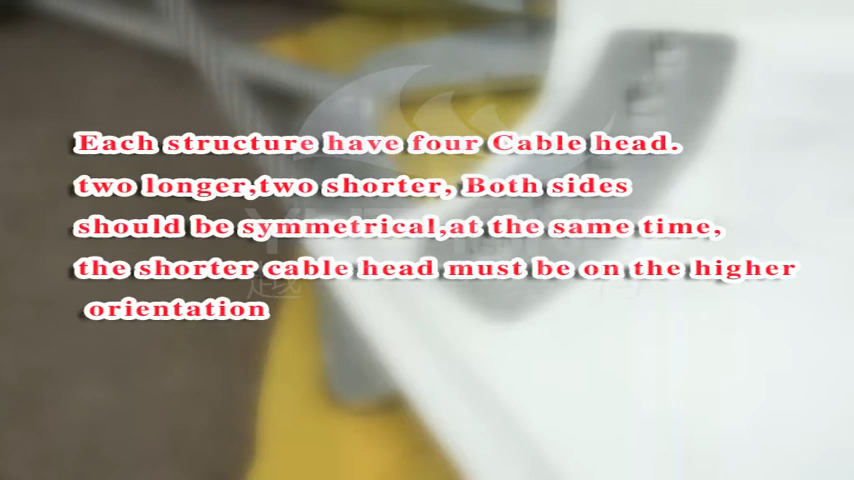 Each structure have four Cable head.
two longer,two shorter, Both sides
should be symmetrical,at the same time,
the shorter cable head must be on the higher
orientation